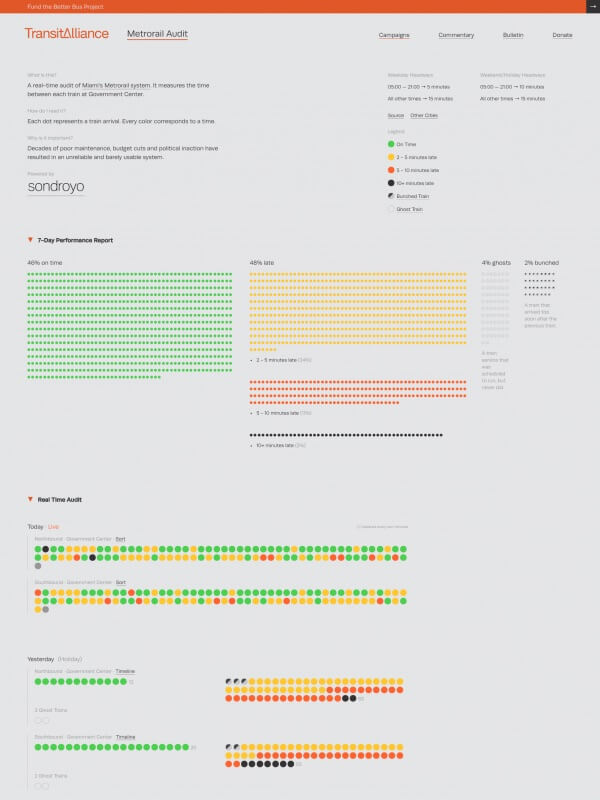 Fund the Better Bus Project
→
TransitAlliance
Metrorail Audit
Campaigns
Commentary
Bulletin
Donate
What is this?
A real-time audit of Miami's Metrorail system. It measures the time
between each train at Government Center.
How do I read it?
Each dot represents a train arrival. Every color corresponds to a time.
Why is it important?
Decades of poor maintenance, budget cuts and political inaction have
resulted in an unreliable and barely usable system.
Powered by
sondroyo
Weekday Headways
05:00 — 21:00 → 5 minutes
All other times → 15 minutes
Weekend/Holiday Headways
05:00 — 21:00 → 10 minutes
All other times → 15 minutes
Source
Other Cities
Legend
On Time
2 – 5 minutes late
5 – 10 minutes late
10+ minutes late
Bunched Train
Ghost Train
▼ 7-Day Performance Report
46% on time
48% late
2 – 5 minutes late (34%)
5 – 10 minutes late
10+ minutes late
4% ghosts
A train
service that
was
scheduled
to run, but
never did.
2% bunched
A train that
arrived too
soon after the
previous train.
▼ Real Time Audit
Today · Live
Northbound · Government Center · Sort
Southbound · Government Center · Sort
Yesterday (Holiday)
Northbound · Government Center · Timeline
2 Ghost Trains
Southbound · Government Center · Timeline
2 Ghost Trains